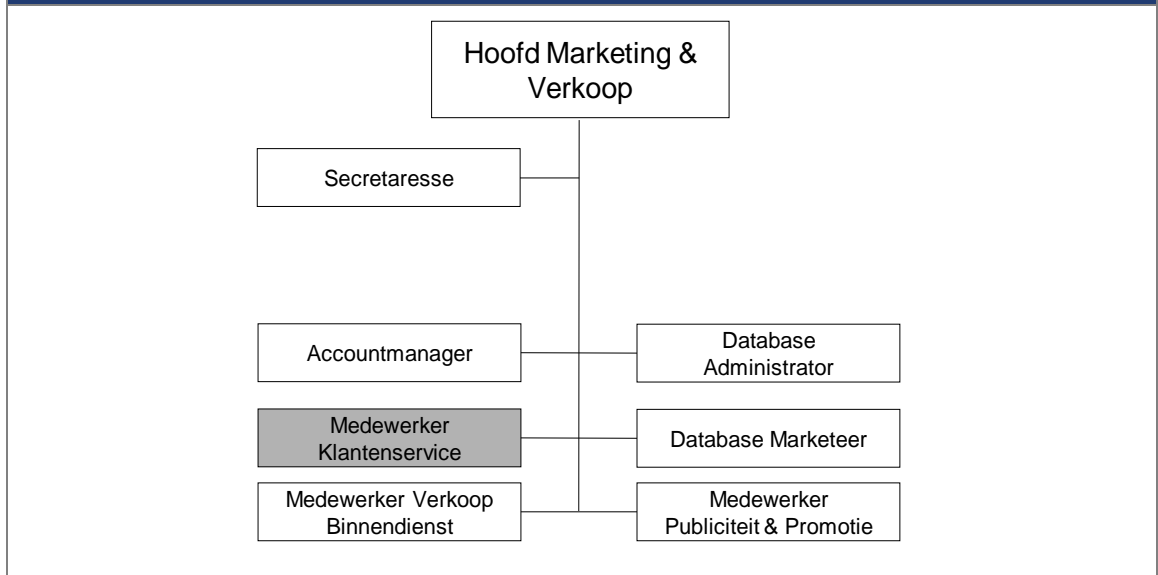 Hoofd Marketing &
Verkoop
Secretaresse
Accountmanager
Database
Administrator
Medewerker
Klantenservice
Database Marketeer
Medewerker Verkoop
Binnendienst
Medewerker
Publiciteit & Promotie